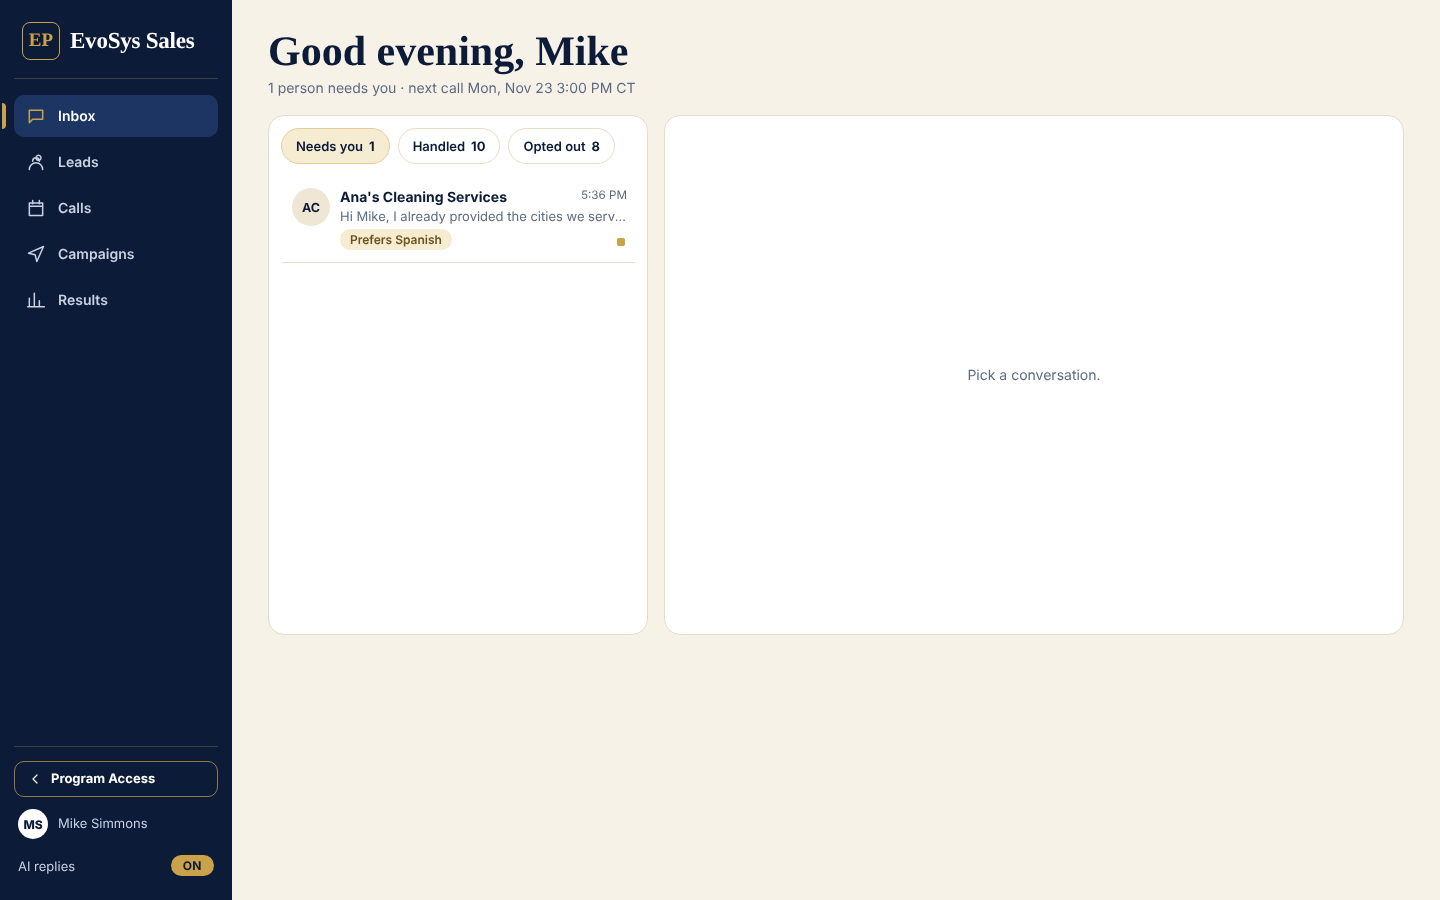 EP EvoSys Sales
Inbox
Leads
Calls
Campaigns
Results
Program Access
MS Mike Simmons
AI replies ON
Good evening, Mike
1 person needs you · next call Mon, Nov 23 3:00 PM CT
Needs you 1 Handled 10 Opted out 8
AC Ana's Cleaning Services 5:36 PM
Hi Mike, I already provided the cities we serv...
Prefers Spanish
Pick a conversation.